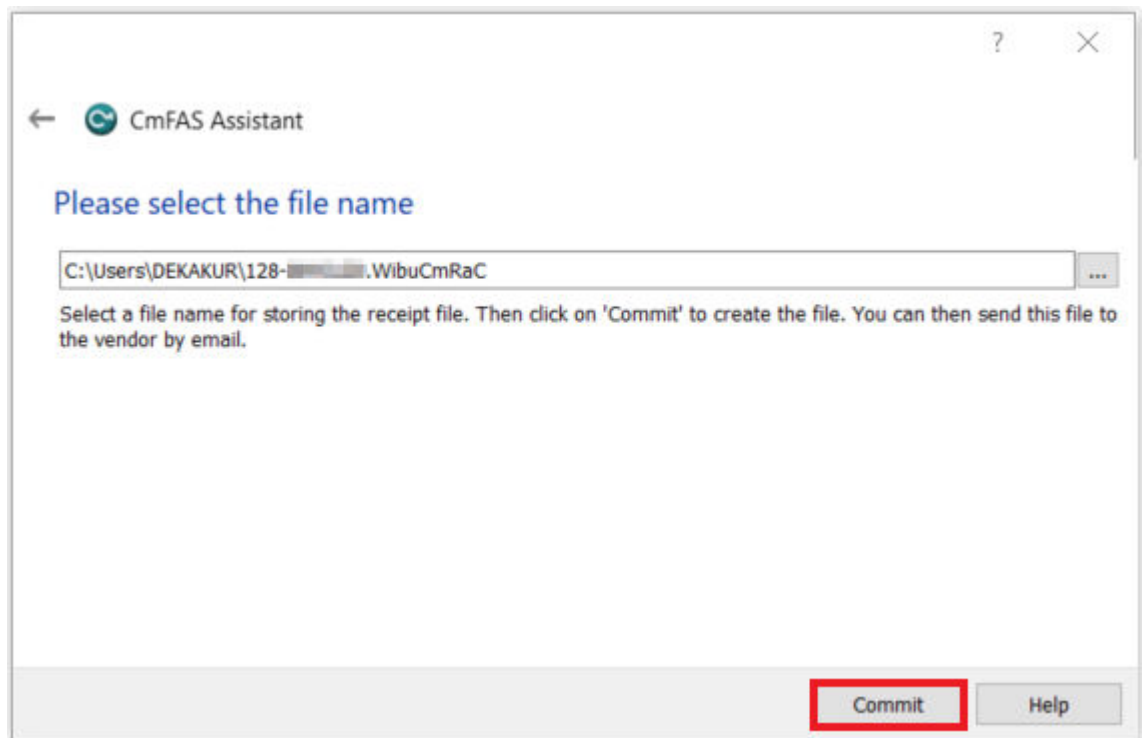 ?
CmFAS Assistant
Please select the file name
C:\Users\DEKAKUR\128- .WibuCmRaC
...
Select a file name for storing the receipt file. Then click on 'Commit' to create the file. You can then send this file to
the vendor by email.
Commit
Help